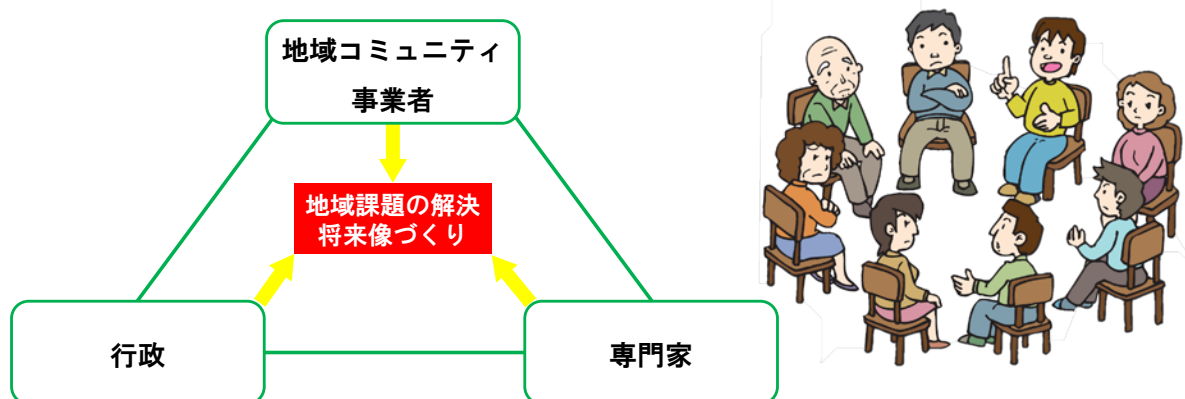 地域コミュニティ
事業者
地域課題の解決
将来像づくり
行政
専門家